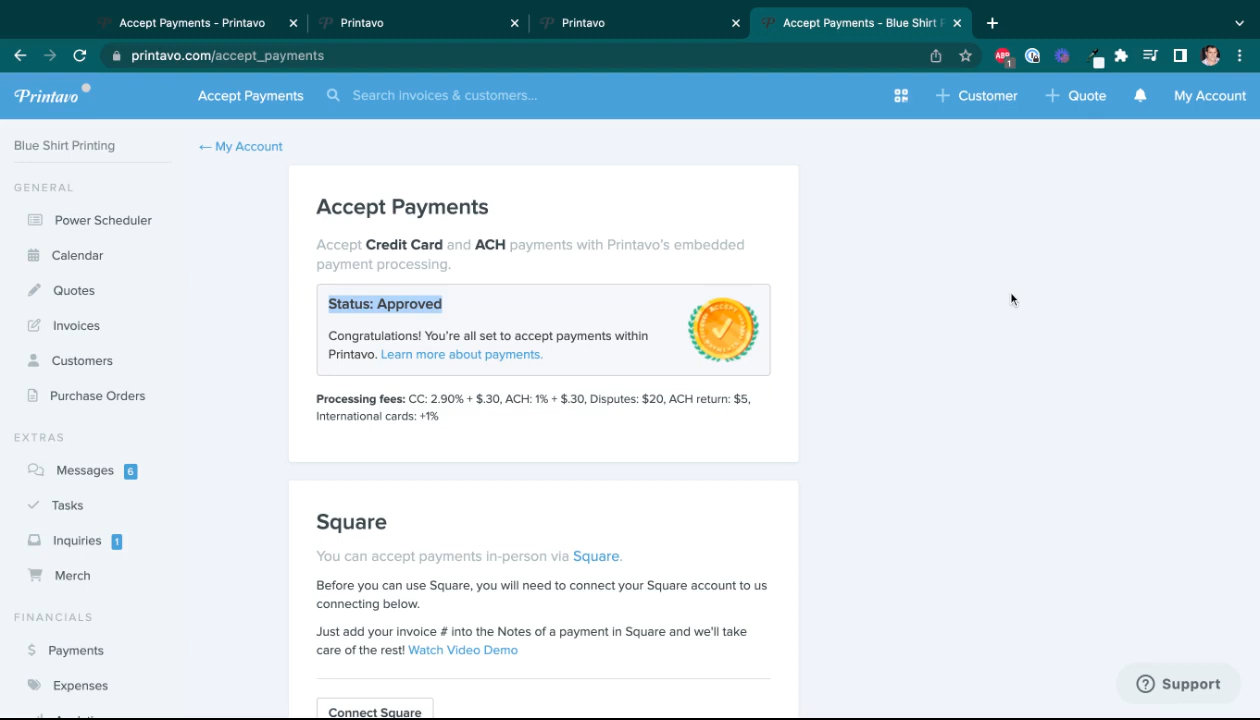 Accept Payments - Printavo
Printavo
Printavo
Accept Payments - Blue Shirt P
printavo.com/accept_payments
ABP
1
Printavo
Accept Payments
Search invoices & customers...
Customer
Quote
My Account
Blue Shirt Printing
← My Account
GENERAL
Power Scheduler
Calendar
Quotes
Invoices
Customers
Purchase Orders
EXTRAS
Messages 6
Tasks
Inquiries 1
Merch
FINANCIALS
Payments
Expenses
Accept Payments
Accept Credit Card and ACH payments with Printavo's embedded
payment processing.
Status: Approved
Congratulations! You're all set to accept payments within
Printavo. Learn more about payments.
Processing fees: CC: 2.90% + $.30, ACH: 1% + $.30, Disputes: $20, ACH return: $5,
International cards: +1%
Square
You can accept payments in-person via Square.
Before you can use Square, you will need to connect your Square account to us
connecting below.
Just add your invoice # into the Notes of a payment in Square and we'll take
care of the rest! Watch Video Demo
Connect Square
Support